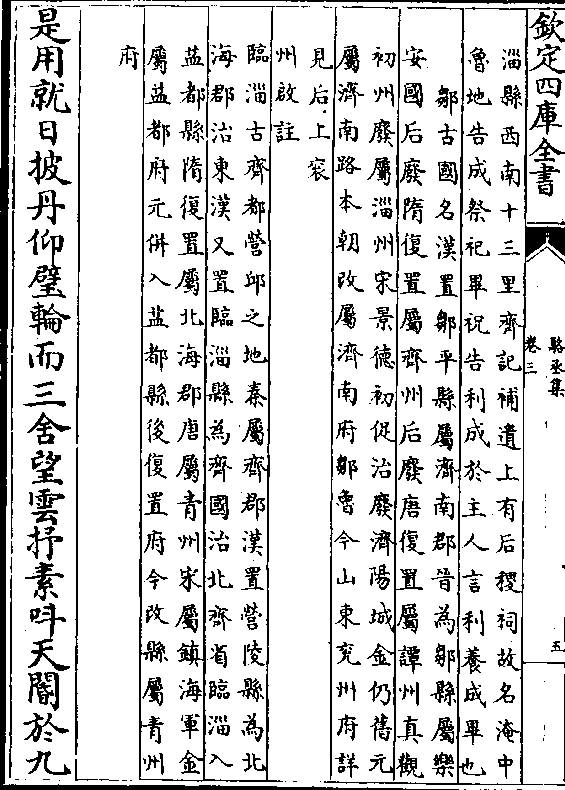 欽定四庫全書
駱丞集
卷三
五
淄縣西南十三里齊記補遺上有后稷祠故名淹中
魯地告成祭祀畢祝告利成於主人言利養成畢也
鄒古國名漢置鄒平縣屬濟南郡晉為鄒縣屬樂
安國后廢隋復置屬齊州后廢唐復置屬譚州真觀
初州廢屬淄州宋景德初促治廢濟陽城金仍舊元
屬濟南路本朝改屬濟南府鄒魯今山東兖州府詳
見后上兖
州啟註
臨淄古齊都營邱之地秦屬齊郡漢置營陵縣為北
海郡治東漢又置臨淄縣為齊國治北齊省臨淄入
益都縣隋復置屬北海郡唐屬青州宋屬鎮海軍金
屬益都府元併入益都縣後復置府今改縣屬青州
府
是用就日披丹仰璧輪而三舍望雲抒素叫天閽於九